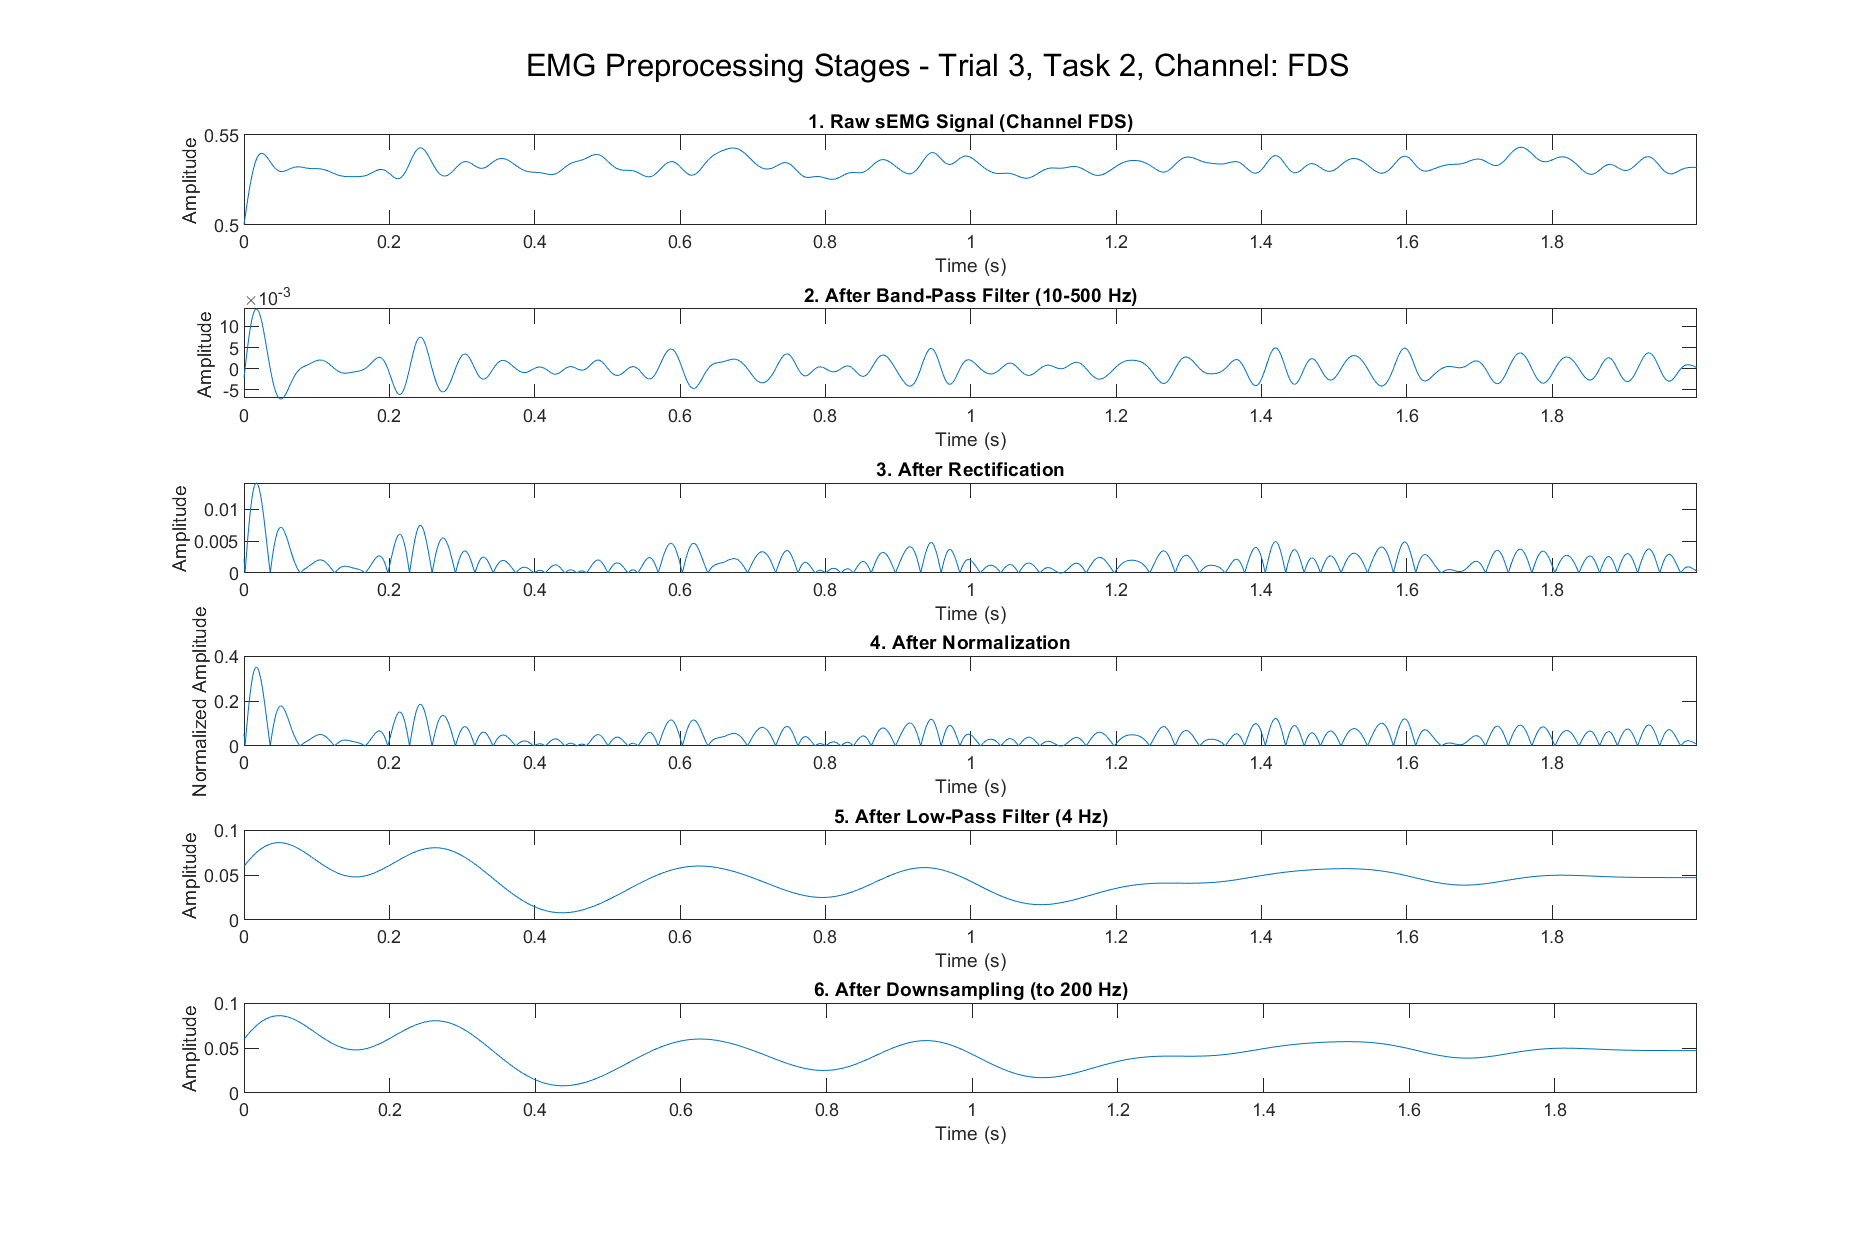 EMG Preprocessing Stages - Trial 3, Task 2, Channel: FDS
1. Raw sEMG Signal (Channel FDS)
Amplitude
0.55
0.5
0 0.2 0.4 0.6 0.8 1 1.2 1.4 1.6 1.8
Time (s)
2. After Band-Pass Filter (10-500 Hz)
×10⁻³
Amplitude
10
5
0
-5
0 0.2 0.4 0.6 0.8 1 1.2 1.4 1.6 1.8
Time (s)
3. After Rectification
Amplitude
0.01
0.005
0
0 0.2 0.4 0.6 0.8 1 1.2 1.4 1.6 1.8
Time (s)
4. After Normalization
Normalized Amplitude
0.4
0.2
0
0 0.2 0.4 0.6 0.8 1 1.2 1.4 1.6 1.8
Time (s)
5. After Low-Pass Filter (4 Hz)
Amplitude
0.1
0.05
0
0 0.2 0.4 0.6 0.8 1 1.2 1.4 1.6 1.8
Time (s)
6. After Downsampling (to 200 Hz)
Amplitude
0.1
0.05
0
0 0.2 0.4 0.6 0.8 1 1.2 1.4 1.6 1.8
Time (s)